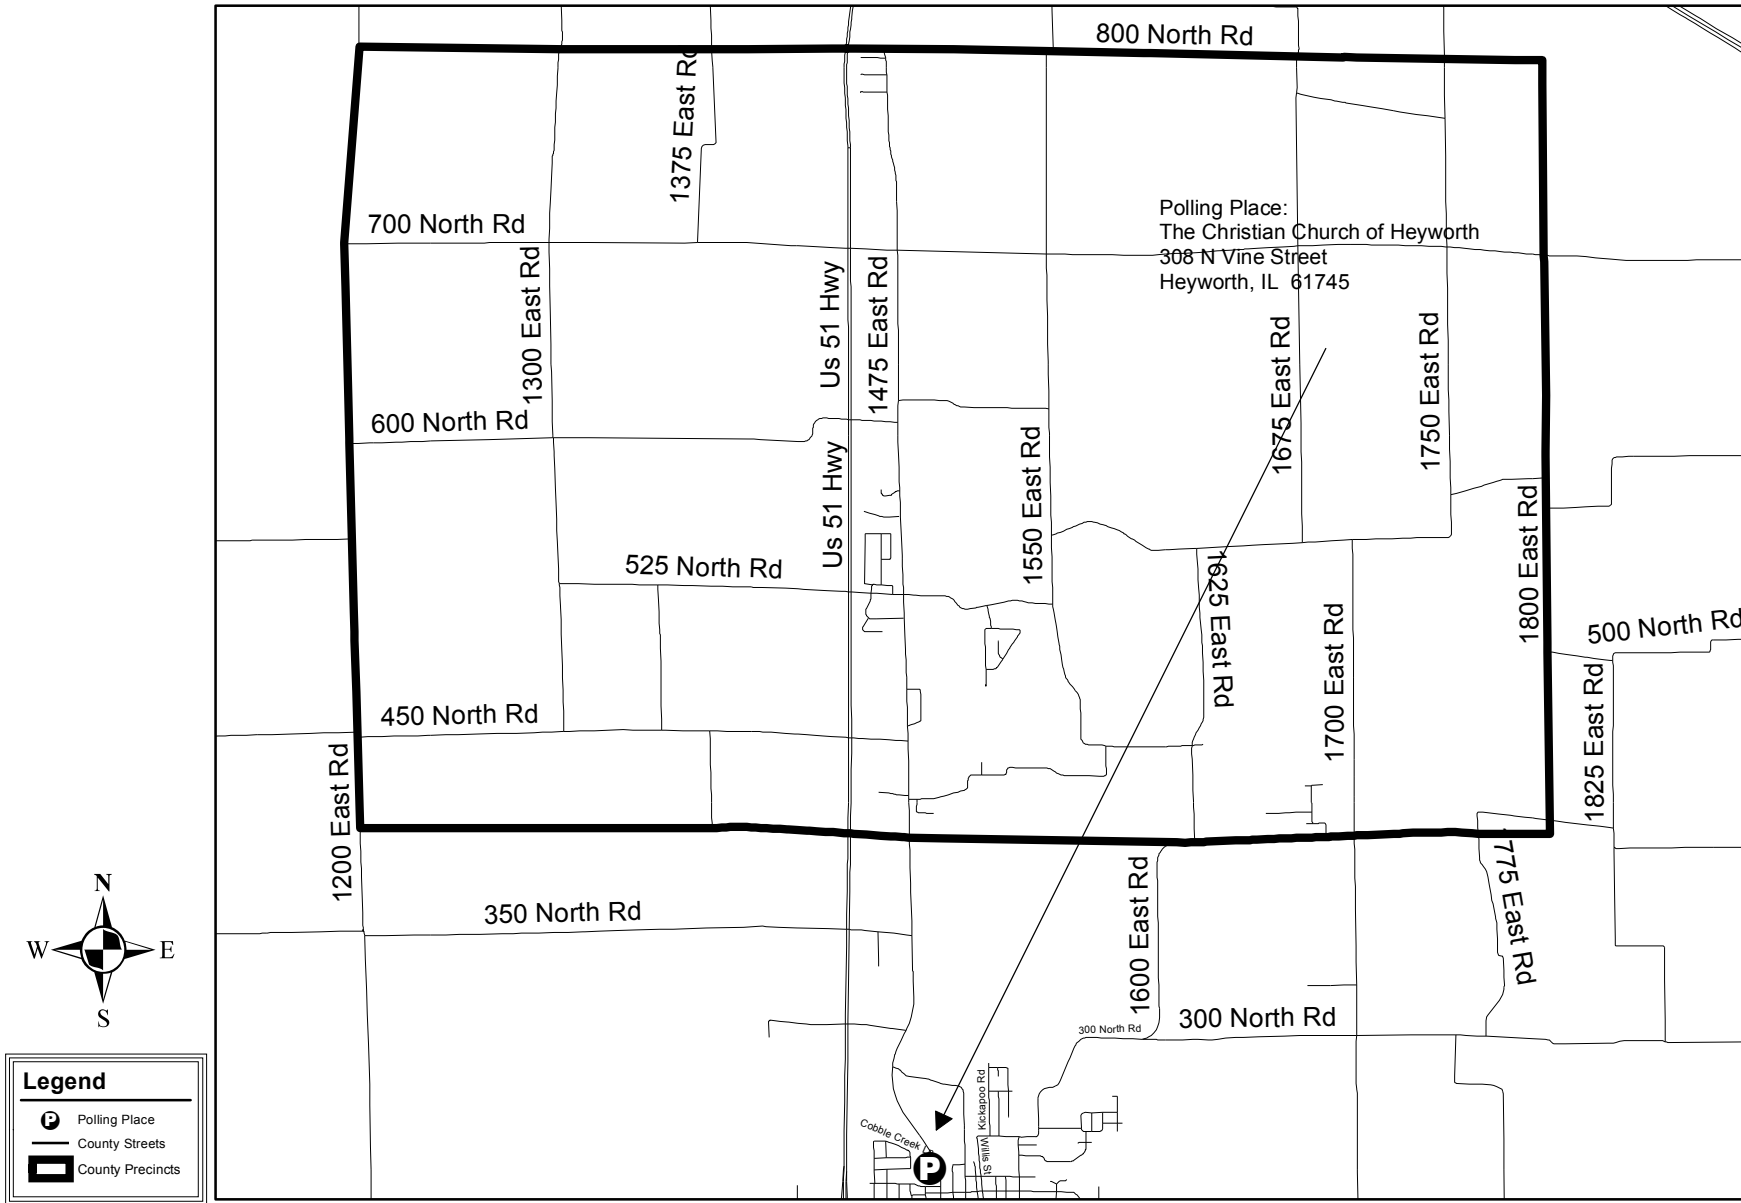 800 North Rd
1375 East Rd
Polling Place:
The Christian Church of Heyworth
308 N Vine Street
Heyworth, IL 61745
700 North Rd
1300 East Rd
Us 51 Hwy
1475 East Rd
1675 East Rd
1750 East Rd
600 North Rd
Us 51 Hwy
1550 East Rd
1800 East Rd
525 North Rd
1625 East Rd
1700 East Rd
500 North Rd
1825 East Rd
450 North Rd
1200 East Rd
775 East Rd
1600 East Rd
350 North Rd
300 North Rd
300 North Rd
Kickapoo Rd
Cobble Creek
Willis St
P
N
W
E
S
Legend
P Polling Place
County Streets
County Precincts